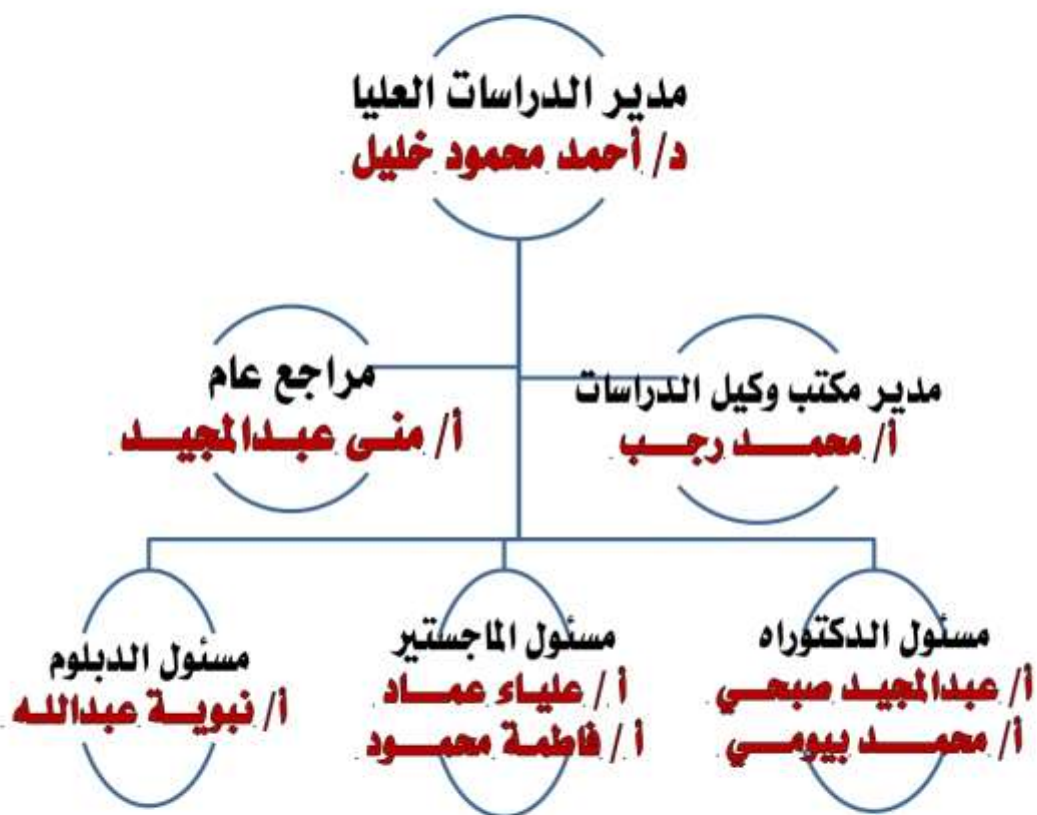 مدير الدراسات العليا
د/ أحمد محمود خليل
مدير مكتب وكيل الدراسات
أ/ محمد رجب
مراجع عام
أ/ منى عبدالمجيد
مسئول الدكتوراه
أ/ عبدالمجيد صبحي
أ/ محمد بيومي
مسئول الماجستير
أ / علياء عماد
أ / فاطمة محمود
مسئول الدبلوم
أ/ نبوية عبدالله